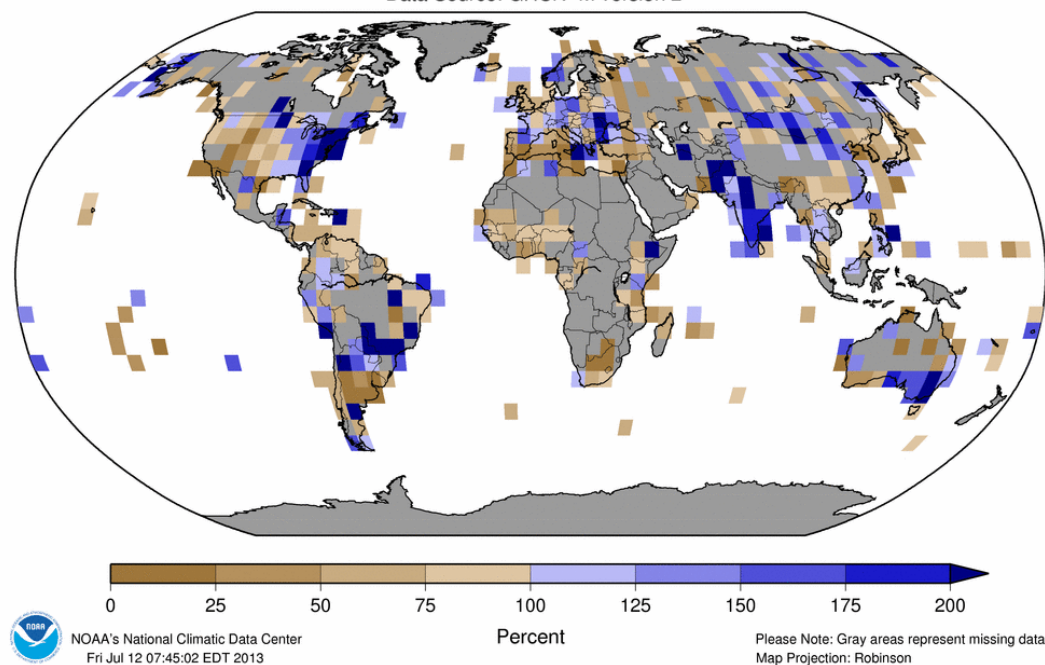 0 25 50 75 100 125 150 175 200
Percent
NOAA
NOAA's National Climatic Data Center
Fri Jul 12 07:45:02 EDT 2013
Please Note: Gray areas represent missing data
Map Projection: Robinson